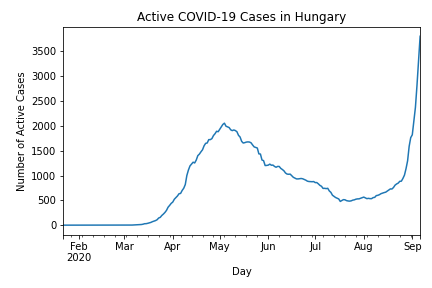 Active COVID-19 Cases in Hungary
Number of Active Cases
3500
3000
2500
2000
1500
1000
500
0
Feb Mar Apr May Jun Jul Aug Sep
2020
Day